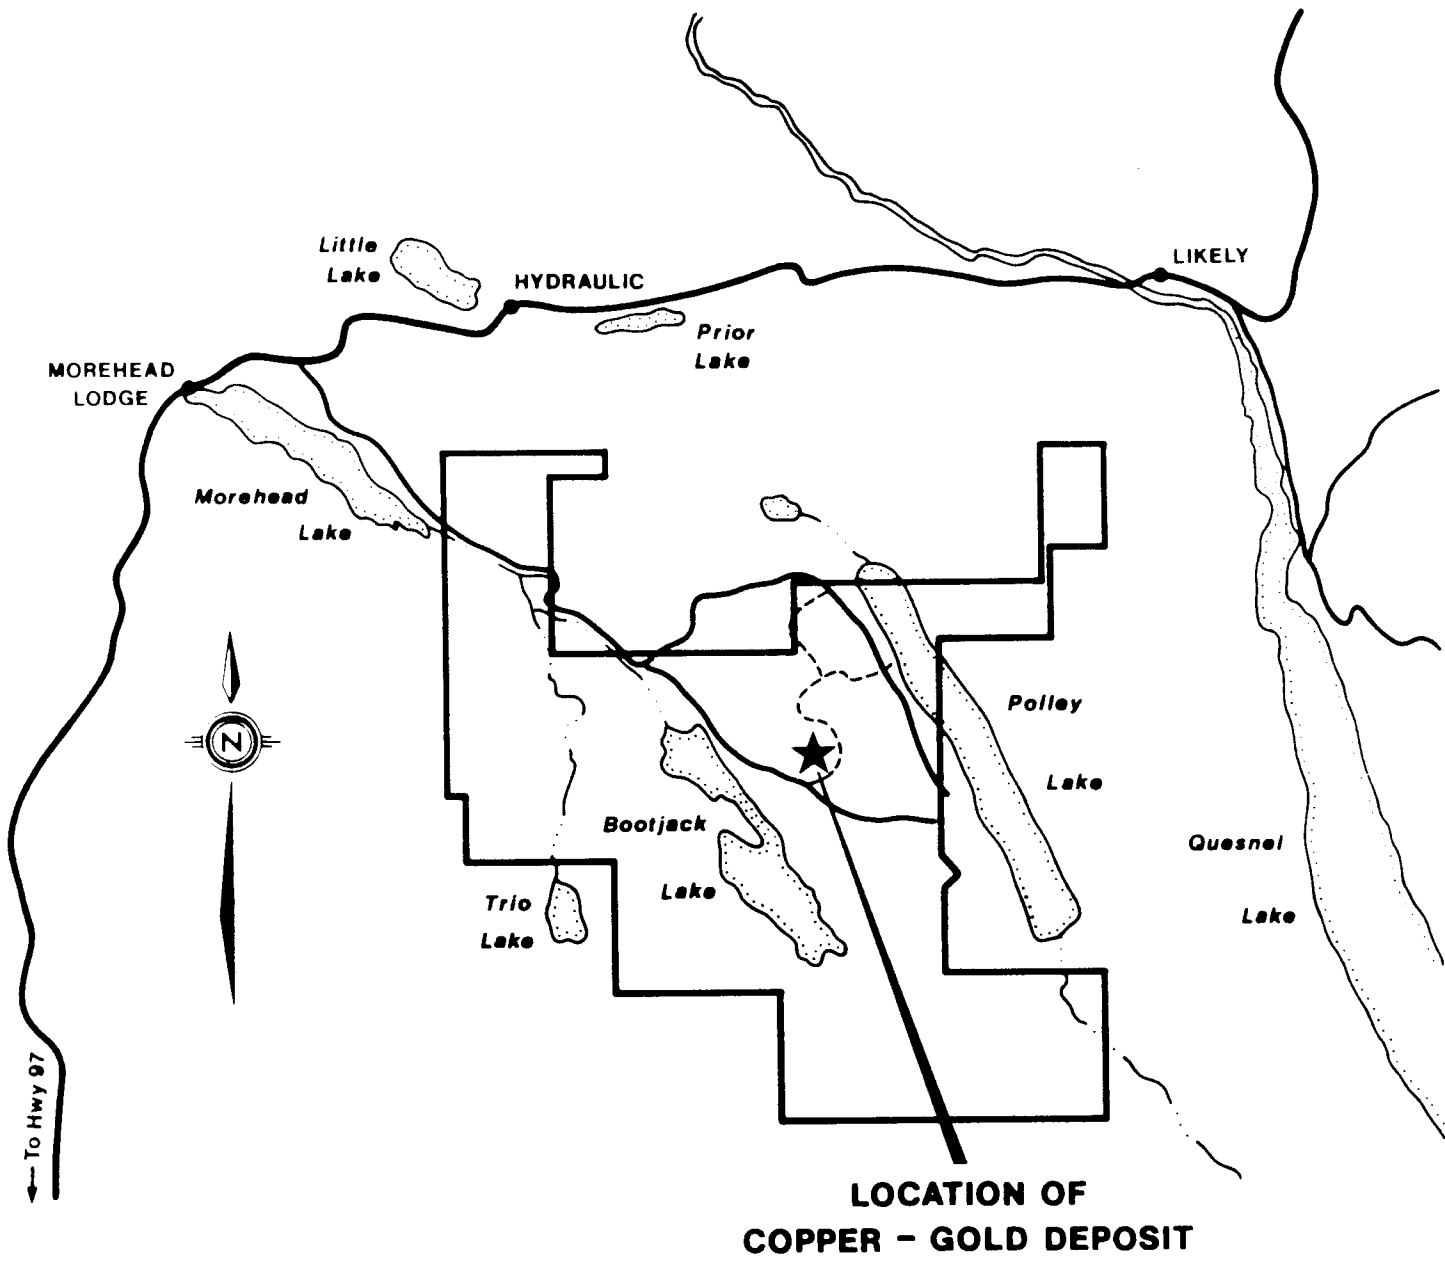 LIKELY
Little
Lake
HYDRAULIC
Prior
Lake
MOREHEAD
LODGE
Morehead
Lake
Polley
Lake
N
Bootjack
Lake
Quesnel
Lake
Trio
Lake
To Hwy 97
LOCATION OF
COPPER - GOLD DEPOSIT